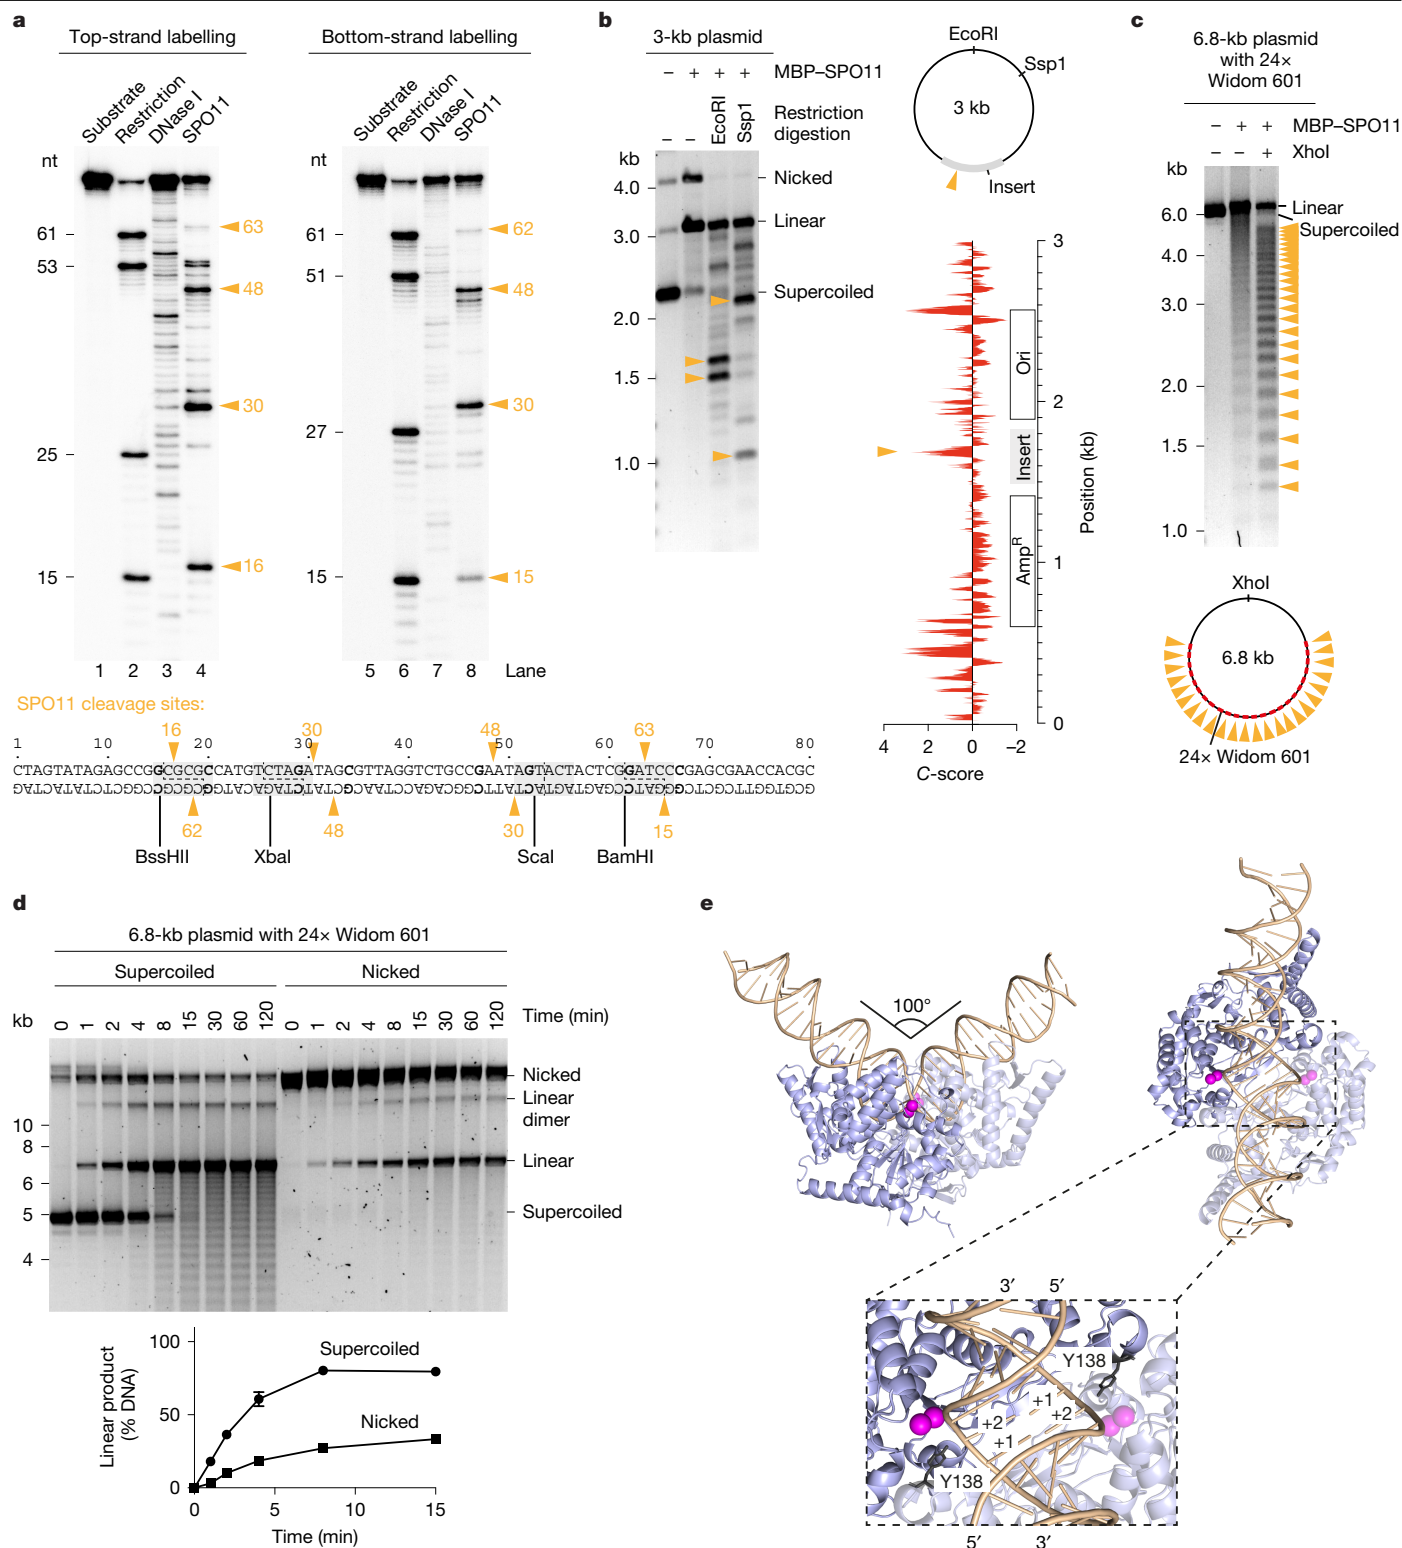 a
Top-strand labelling
Bottom-strand labelling
Substrate
Restriction
DNase I
SPO11
Substrate
Restriction
DNase I
SPO11
nt
61
53
25
15
63
48
30
16
nt
61
51
27
15
62
48
30
15
1 2 3 4
5 6 7 8 Lane
SPO11 cleavage sites:
16 30 48 63
1 10 20 30 40 50 60 70 80
CTAGTATAGAGCCGGCGCGCCATGTCTAGATAGCGTTAGGTCTGCCGAATAGTACTACTCGGATCCCGAGCGAACCACGC
62 48 30 15
BssHII XbaI ScaI BamHI
b
3-kb plasmid
– + + + MBP–SPO11
– – EcoRI Ssp1 Restriction
digestion
kb
4.0
3.0
2.0
1.5
1.0
Nicked
Linear
Supercoiled
EcoRI
Ssp1
3 kb
Insert
3
2
1
0
Position (kb)
Ori
Insert
AmpR
4 2 0 −2
C-score
c
6.8-kb plasmid
with 24×
Widom 601
– + + MBP–SPO11
– – + XhoI
kb
6.0
4.0
3.0
2.0
1.5
1.0
Linear
Supercoiled
XhoI
6.8 kb
24× Widom 601
d
6.8-kb plasmid with 24× Widom 601
Supercoiled
Nicked
0 1 2 4 8 15 30 60 120 0 1 2 4 8 15 30 60 120 Time (min)
kb
10
8
6
5
4
Nicked
Linear
dimer
Linear
Supercoiled
100
50
0
Linear product
(% DNA)
Supercoiled
Nicked
0 5 10 15
Time (min)
e
100°
3′ 5′
Y138
+1
+2
+2
+1
Y138
5′ 3′